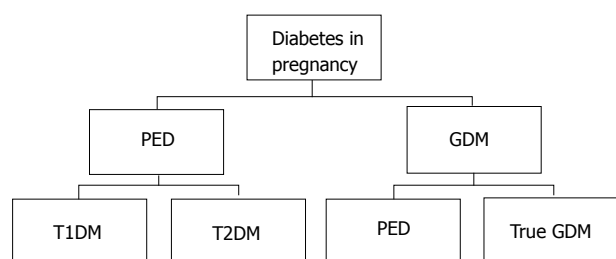 Diabetes in
pregnancy
PED
GDM
T1DM
T2DM
PED
True GDM